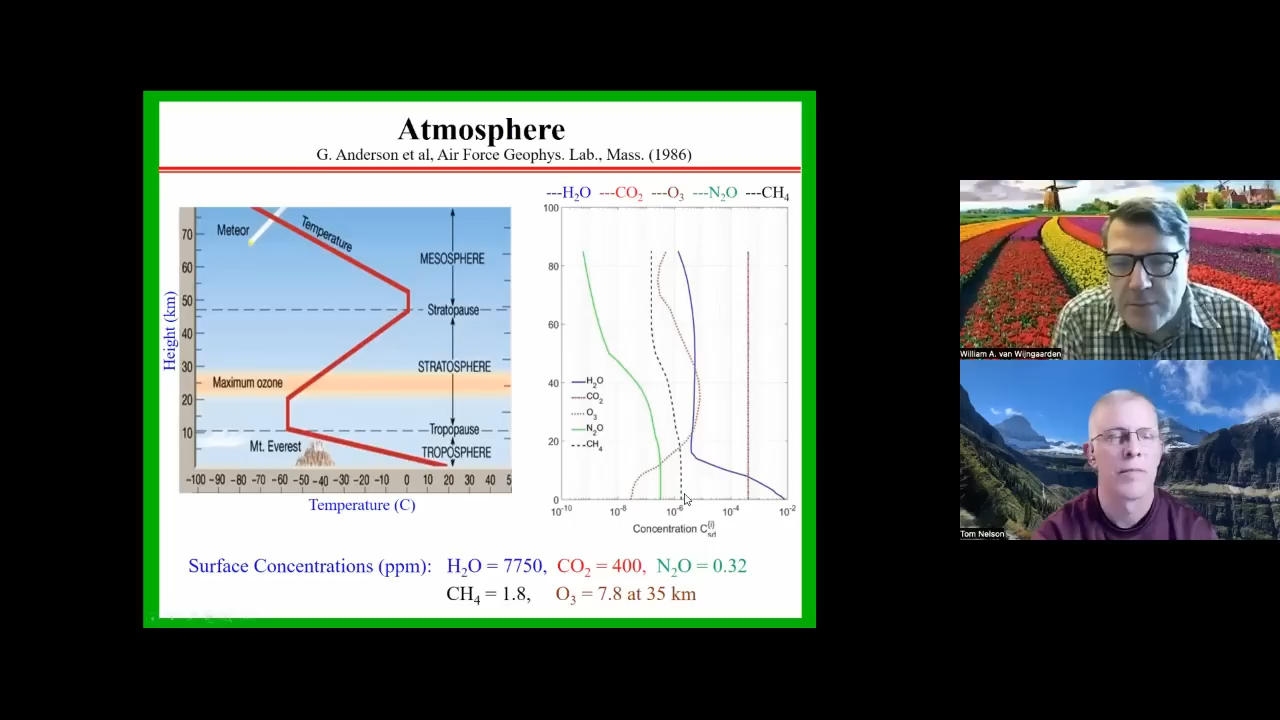 Atmosphere
G. Anderson et al, Air Force Geophys. Lab., Mass. (1986)
---H2O ---CO2 ---O3 ---N2O ---CH4
Height (km)
70
60
50
40
30
20
10
Meteor
Temperature
MESOSPHERE
Stratopause
STRATOSPHERE
Maximum ozone
Tropopause
Mt. Everest
TROPOSPHERE
-100 -90 -80 -70 -60 -50 -40 -30 -20 -10 0 10 20 30 40 5
Temperature (C)
100
80
60
40
20
0
H2O
CO2
O3
N2O
CH4
10-10 10-8 10-6 10-4 10-2
Concentration C{i}sd
Surface Concentrations (ppm): H2O = 7750, CO2 = 400, N2O = 0.32
CH4 = 1.8, O3 = 7.8 at 35 km
William A. van Wijngaarden
Tom Nelson